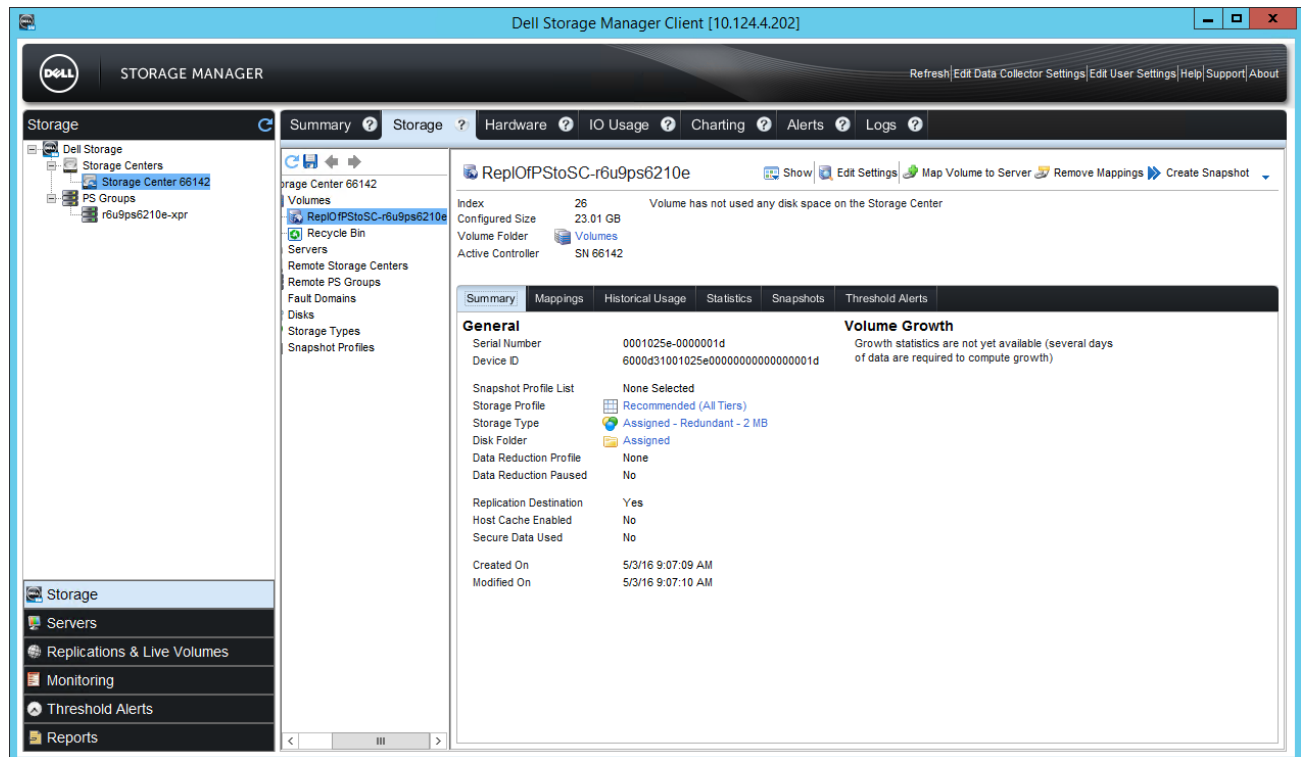 Dell Storage Manager Client [10.124.4.202]
DELL STORAGE MANAGER
Refresh|Edit Data Collector Settings|Edit User Settings|Help|Support|About
Storage
Dell Storage
Storage Centers
Storage Center 66142
PS Groups
r6u9ps6210e-xpr
Storage
Servers
Replications & Live Volumes
Monitoring
Threshold Alerts
Reports
Summary ? Storage ? Hardware ? IO Usage ? Charting ? Alerts ? Logs ?
rage Center 66142
Volumes
ReplOfPStoSC-r6u9ps6210e
Recycle Bin
Servers
Remote Storage Centers
Remote PS Groups
Fault Domains
Disks
Storage Types
Snapshot Profiles
ReplOfPStoSC-r6u9ps6210e
Show Edit Settings Map Volume to Server Remove Mappings Create Snapshot
Index 26 Volume has not used any disk space on the Storage Center
Configured Size 23.01 GB
Volume Folder Volumes
Active Controller SN 66142
Summary Mappings Historical Usage Statistics Snapshots Threshold Alerts
General
Serial Number 0001025e-0000001d
Device ID 6000d31001025e00000000000000001d
Snapshot Profile List None Selected
Storage Profile Recommended (All Tiers)
Storage Type Assigned - Redundant - 2 MB
Disk Folder Assigned
Data Reduction Profile None
Data Reduction Paused No
Replication Destination Yes
Host Cache Enabled No
Secure Data Used No
Created On 5/3/16 9:07:09 AM
Modified On 5/3/16 9:07:10 AM
Volume Growth
Growth statistics are not yet available (several days
of data are required to compute growth)